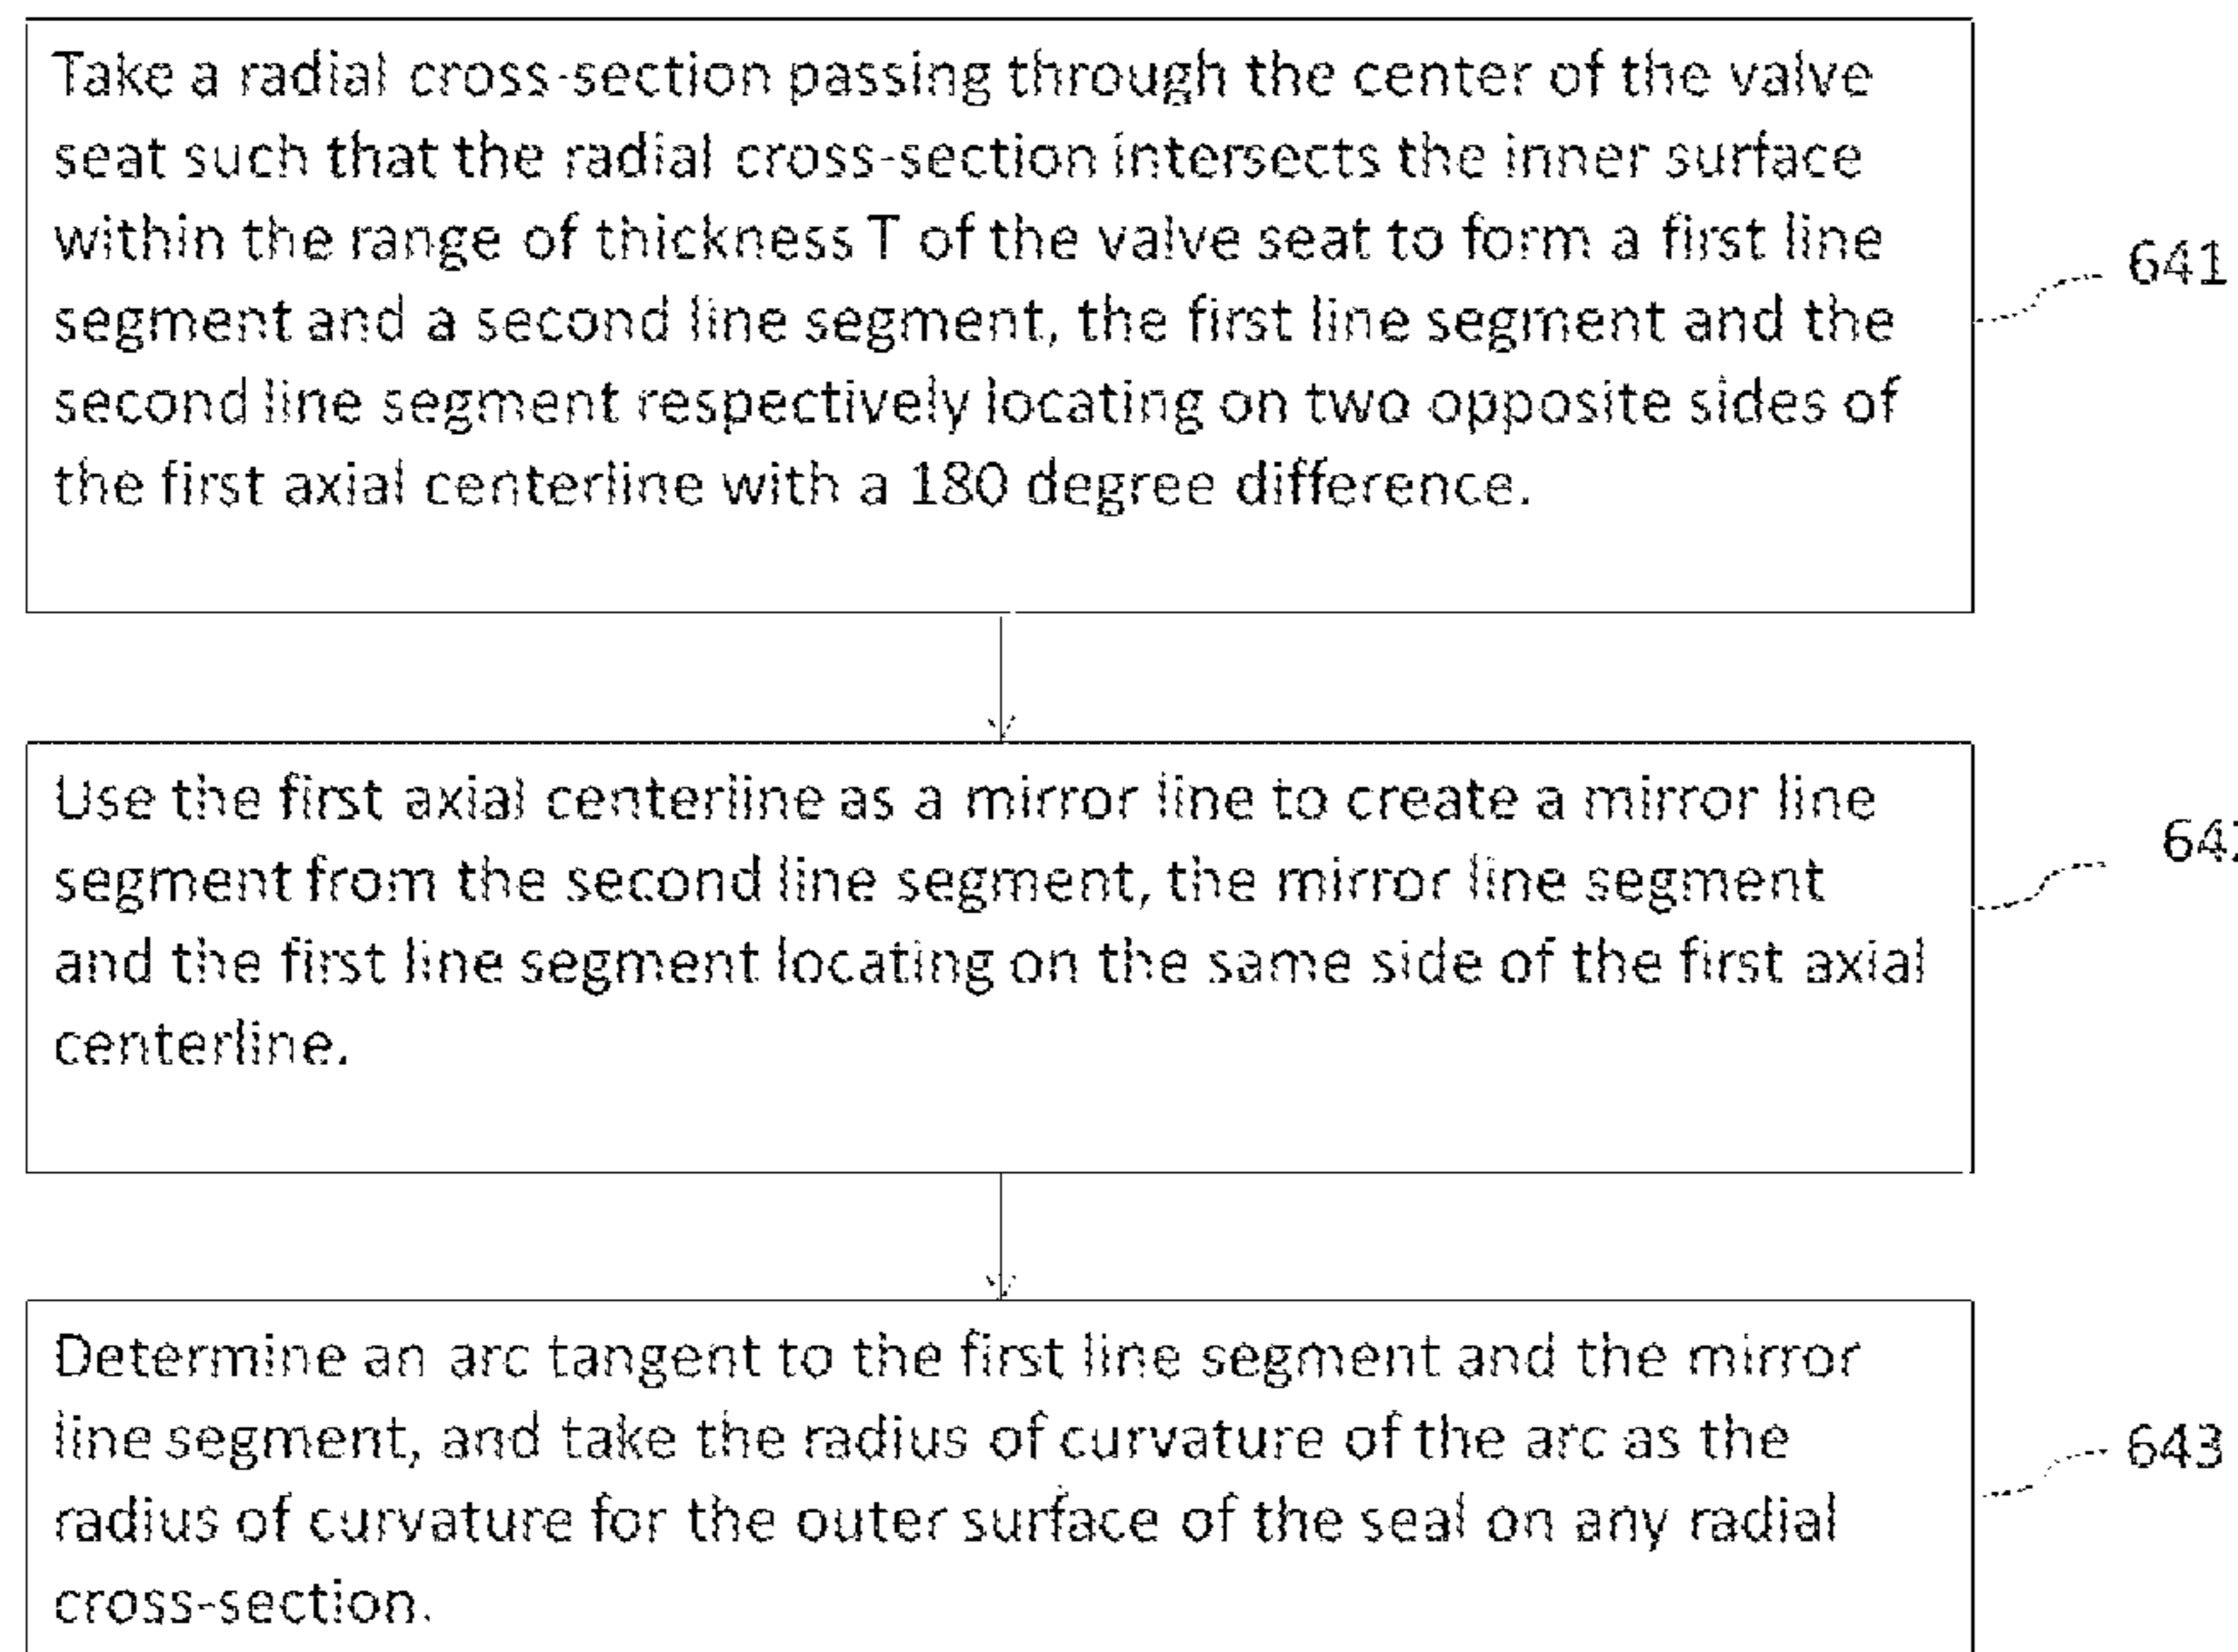 Take a radial cross-section passing through the center of the valve
seat such that the radial cross-section intersects the inner surface
within the range of thickness T of the valve seat to form a first line
segment and a second line segment, the first line segment and the
second line segment respectively locating on two opposite sides of
the first axial centerline with a 180 degree difference.
641
Use the first axial centerline as a mirror line to create a mirror line
segment from the second line segment, the mirror line segment
and the first line segment locating on the same side of the first axial
centerline.
Determine an arc tangent to the first line segment and the mirror
line segment, and take the radius of curvature of the arc as the
radius of curvature for the outer surface of the seal on any radial
cross-section.
643